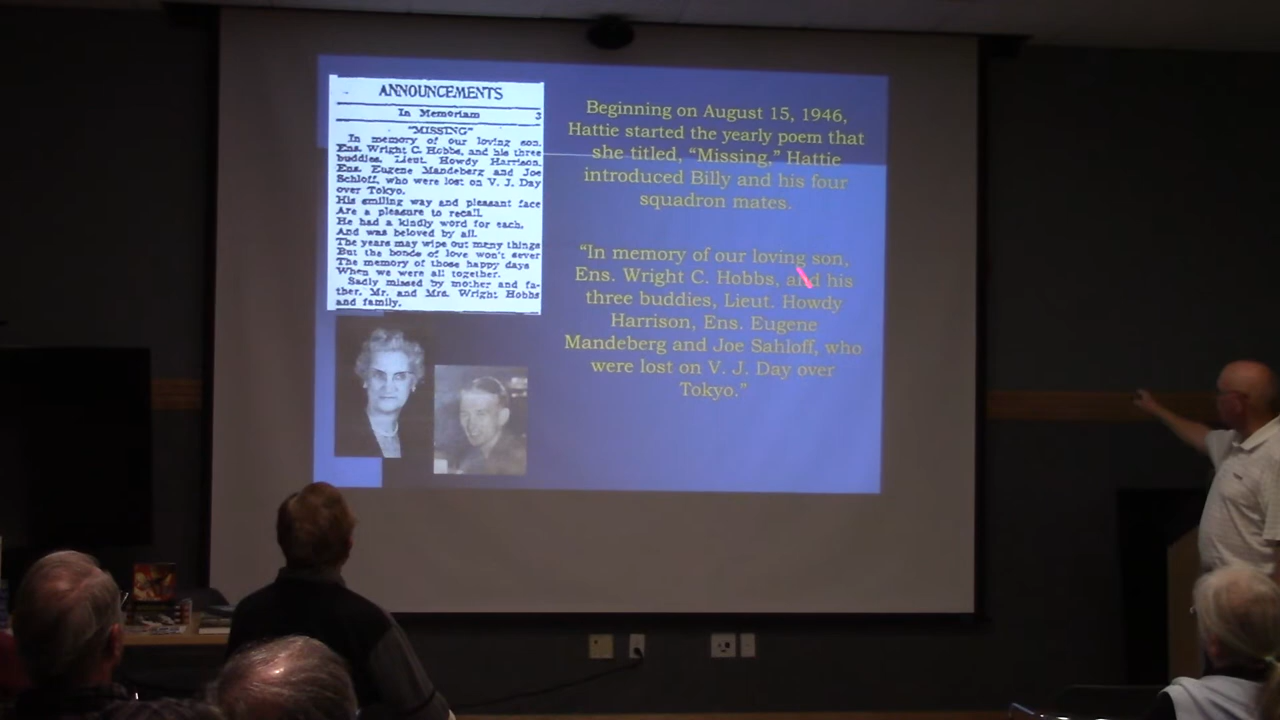 ANNOUNCEMENTS
In Memoriam 3
"MISSING"
In memory of our loving son,
Ens. Wright C. Hobbs, and his three
buddies, Lieut. Howdy Harrison,
Ens. Eugene Mandeberg and Joe
Schloff, who were lost on V. J. Day
over Tokyo.
His smiling way and pleasant face
Are a pleasure to recall.
He had a kindly word for each,
And was beloved by all.
The years may wipe out many things
But the bonds of love won't sever
The memory of those happy days
When we were all together.
Sadly missed by mother and fa-
ther, Mr. and Mrs. Wright Hobbs
and family.
Beginning on August 15, 1946,
Hattie started the yearly poem that
she titled, “Missing,” Hattie
introduced Billy and his four
squadron mates.
“In memory of our loving son,
Ens. Wright C. Hobbs, and his
three buddies, Lieut. Howdy
Harrison, Ens. Eugene
Mandeberg and Joe Sahloff, who
were lost on V. J. Day over
Tokyo.”